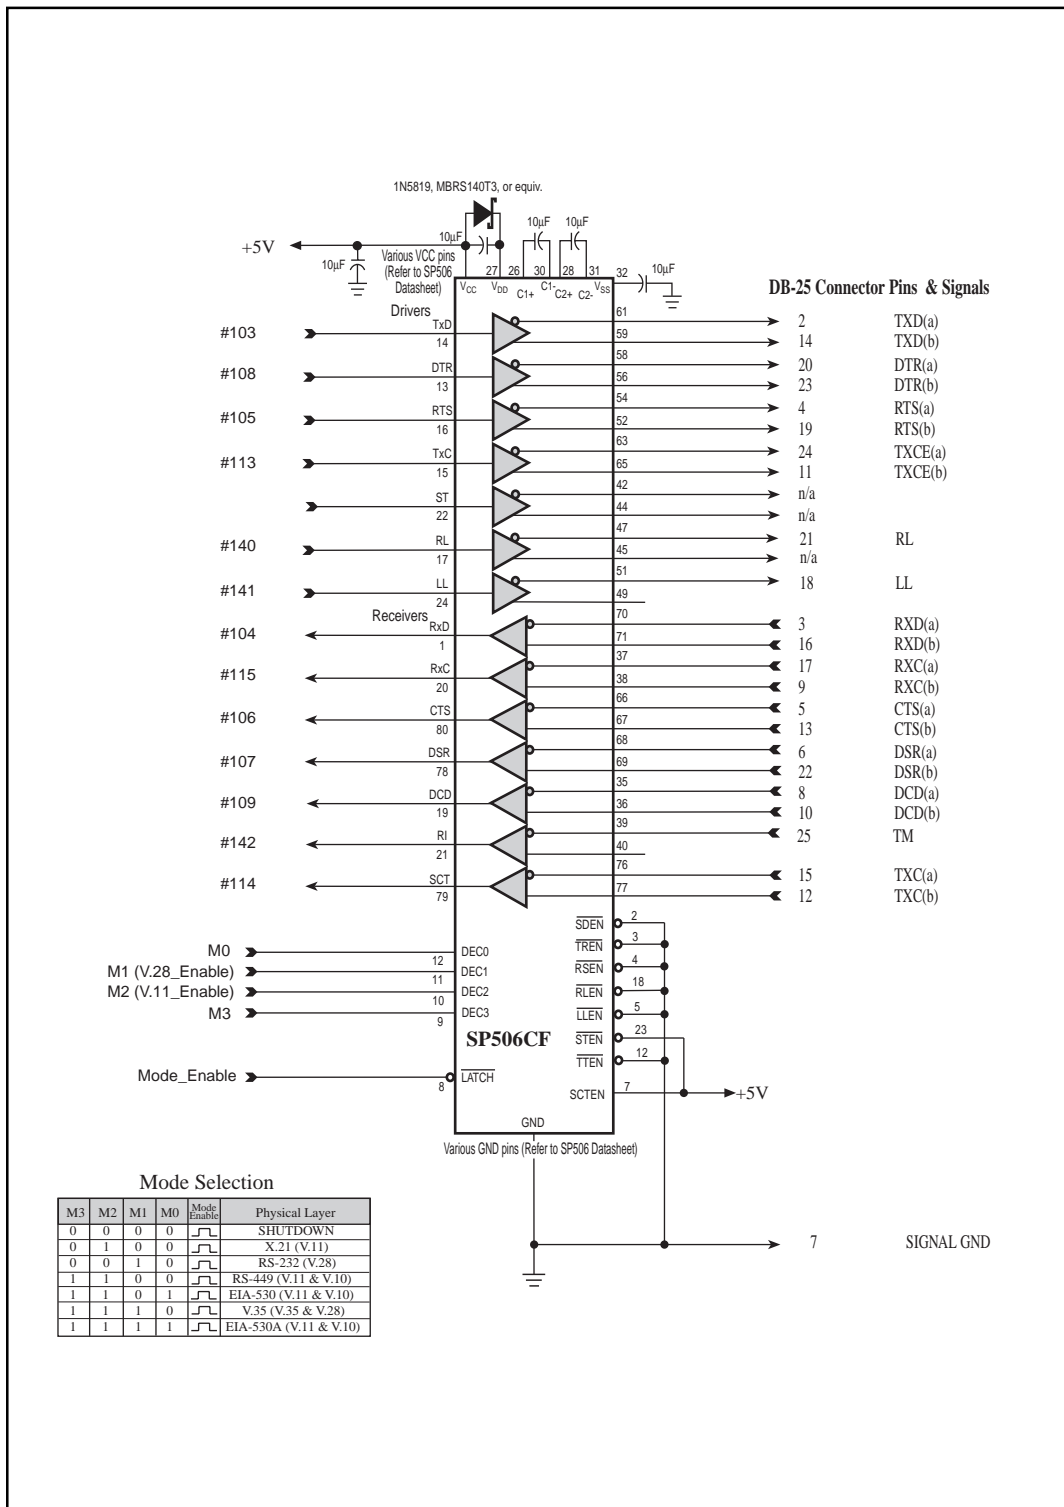 1N5819, MBRS140T3, or equiv.
+5V
10µF
10µF
10µF
10µF
10µF
Various VCC pins
(Refer to SP506
Datasheet)
27 26 30 28 31 32
VCC VDD C1+ C1- C2+ C2- VSS
DB-25 Connector Pins & Signals
Drivers
#103 TxD 14 61 2 TXD(a)
59 14 TXD(b)
#108 DTR 13 58 20 DTR(a)
56 23 DTR(b)
#105 RTS 16 54 4 RTS(a)
52 19 RTS(b)
#113 TxC 15 63 24 TXCE(a)
65 11 TXCE(b)
ST 22 42 n/a
44 n/a
#140 RL 17 47 21 RL
45 n/a
#141 LL 24 51 18 LL
49
Receivers
#104 RxD 1 70 3 RXD(a)
71 16 RXD(b)
#115 RxC 20 37 17 RXC(a)
38 9 RXC(b)
#106 CTS 80 66 5 CTS(a)
67 13 CTS(b)
#107 DSR 78 68 6 DSR(a)
69 22 DSR(b)
#109 DCD 19 35 8 DCD(a)
36 10 DCD(b)
#142 RI 21 39 25 TM
40
#114 SCT 79 76 15 TXC(a)
77 12 TXC(b)
SDEN 2
TREN 3
RSEN 4
RLEN 18
LLEN 5
STEN 23
TTEN 12
SCTEN 7 +5V
M0 12 DEC0
M1 (V.28_Enable) 11 DEC1
M2 (V.11_Enable) 10 DEC2
M3 9 DEC3
SP506CF
Mode_Enable 8 LATCH
GND
Various GND pins (Refer to SP506 Datasheet)
7 SIGNAL GND
Mode Selection
M3 M2 M1 M0 Mode Enable Physical Layer
0 0 0 0 SHUTDOWN
0 1 0 0 X.21 (V.11)
0 0 1 0 RS-232 (V.28)
1 1 0 0 RS-449 (V.11 & V.10)
1 1 0 1 EIA-530 (V.11 & V.10)
1 1 1 0 V.35 (V.35 & V.28)
1 1 1 1 EIA-530A (V.11 & V.10)